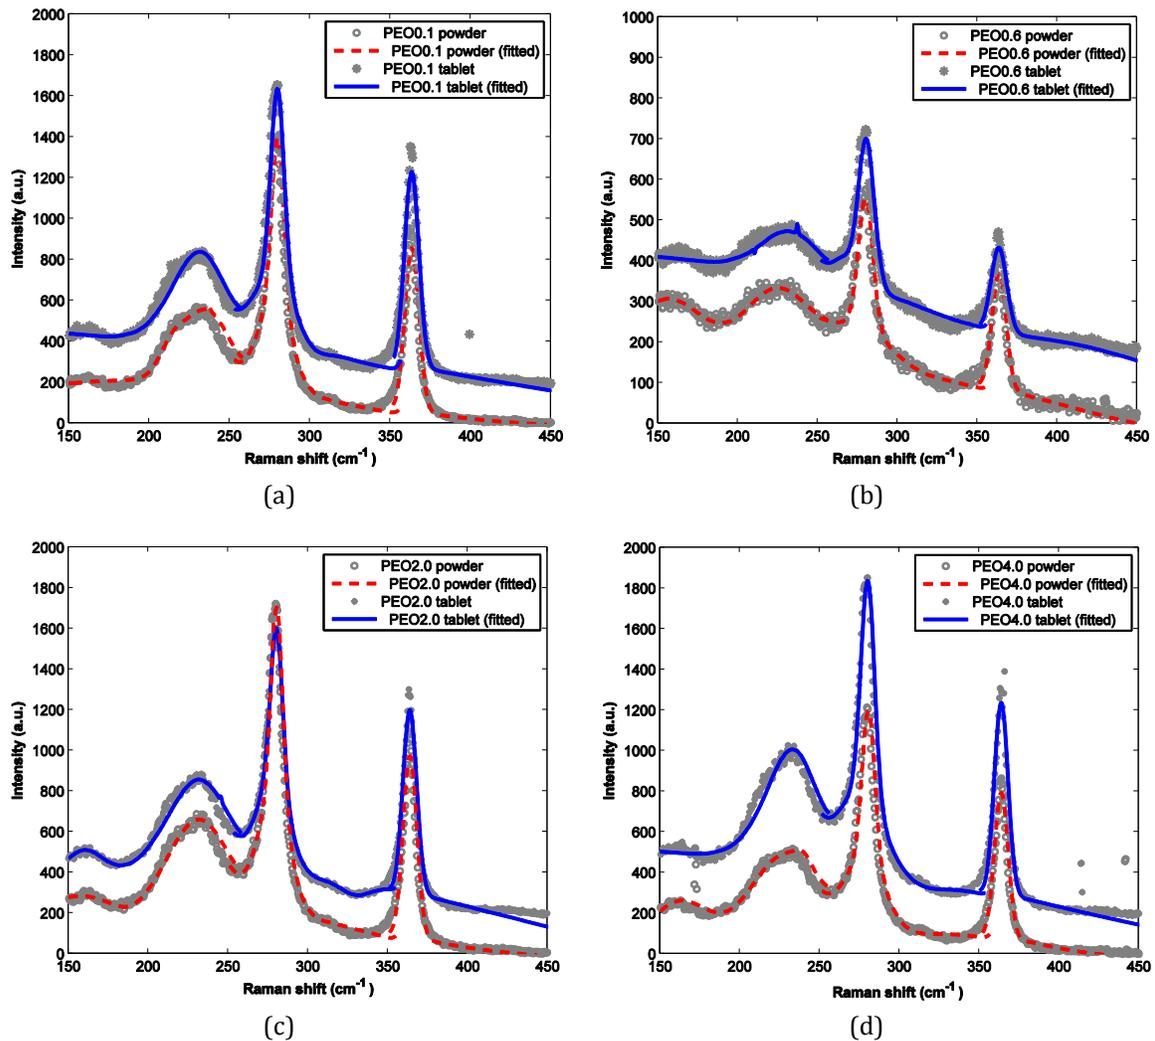 2000
1800
1600
1400
1200
1000
800
600
400
200
0
Intensity (a.u.)
PEO0.1 powder
PEO0.1 powder (fitted)
PEO0.1 tablet
PEO0.1 tablet (fitted)
150 200 250 300 350 400 450
Raman shift (cm⁻¹ )
(a)
1000
900
800
700
600
500
400
300
200
100
0
Intensity (a.u.)
PEO0.6 powder
PEO0.6 powder (fitted)
PEO0.6 tablet
PEO0.6 tablet (fitted)
150 200 250 300 350 400 450
Raman shift (cm⁻¹ )
(b)
2000
1800
1600
1400
1200
1000
800
600
400
200
0
Intensity (a.u.)
PEO2.0 powder
PEO2.0 powder (fitted)
PEO2.0 tablet
PEO2.0 tablet (fitted)
150 200 250 300 350 400 450
Raman shift (cm⁻¹ )
(c)
2000
1800
1600
1400
1200
1000
800
600
400
200
0
Intensity (a.u.)
PEO4.0 powder
PEO4.0 powder (fitted)
PEO4.0 tablet
PEO4.0 tablet (fitted)
150 200 250 300 350 400 450
Raman shift (cm⁻¹ )
(d)